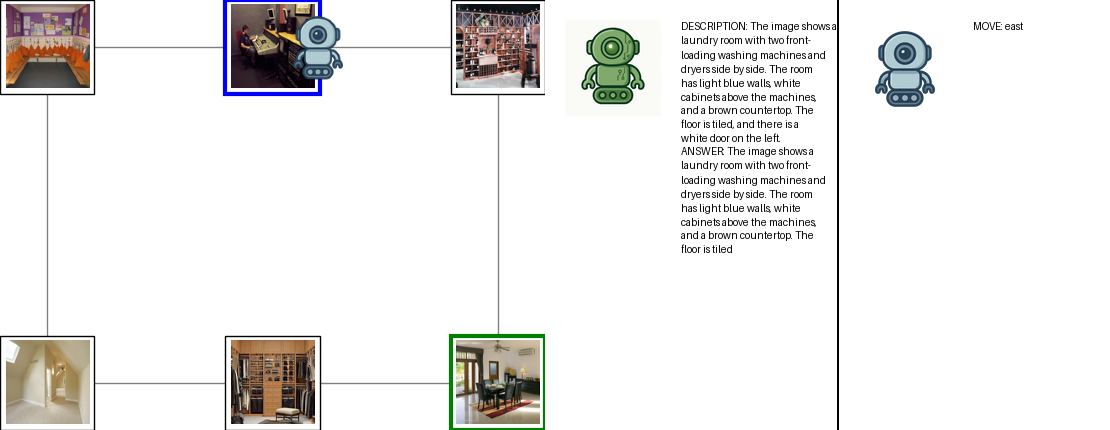 DESCRIPTION: The image shows a
laundry room with two front-
loading washing machines and
dryers side by side. The room
has light blue walls, white
cabinets above the machines,
and a brown countertop. The
floor is tiled, and there is a
white door on the left.
ANSWER: The image shows a
laundry room with two front-
loading washing machines and
dryers side by side. The room
has light blue walls, white
cabinets above the machines,
and a brown countertop. The
floor is tiled
MOVE: east